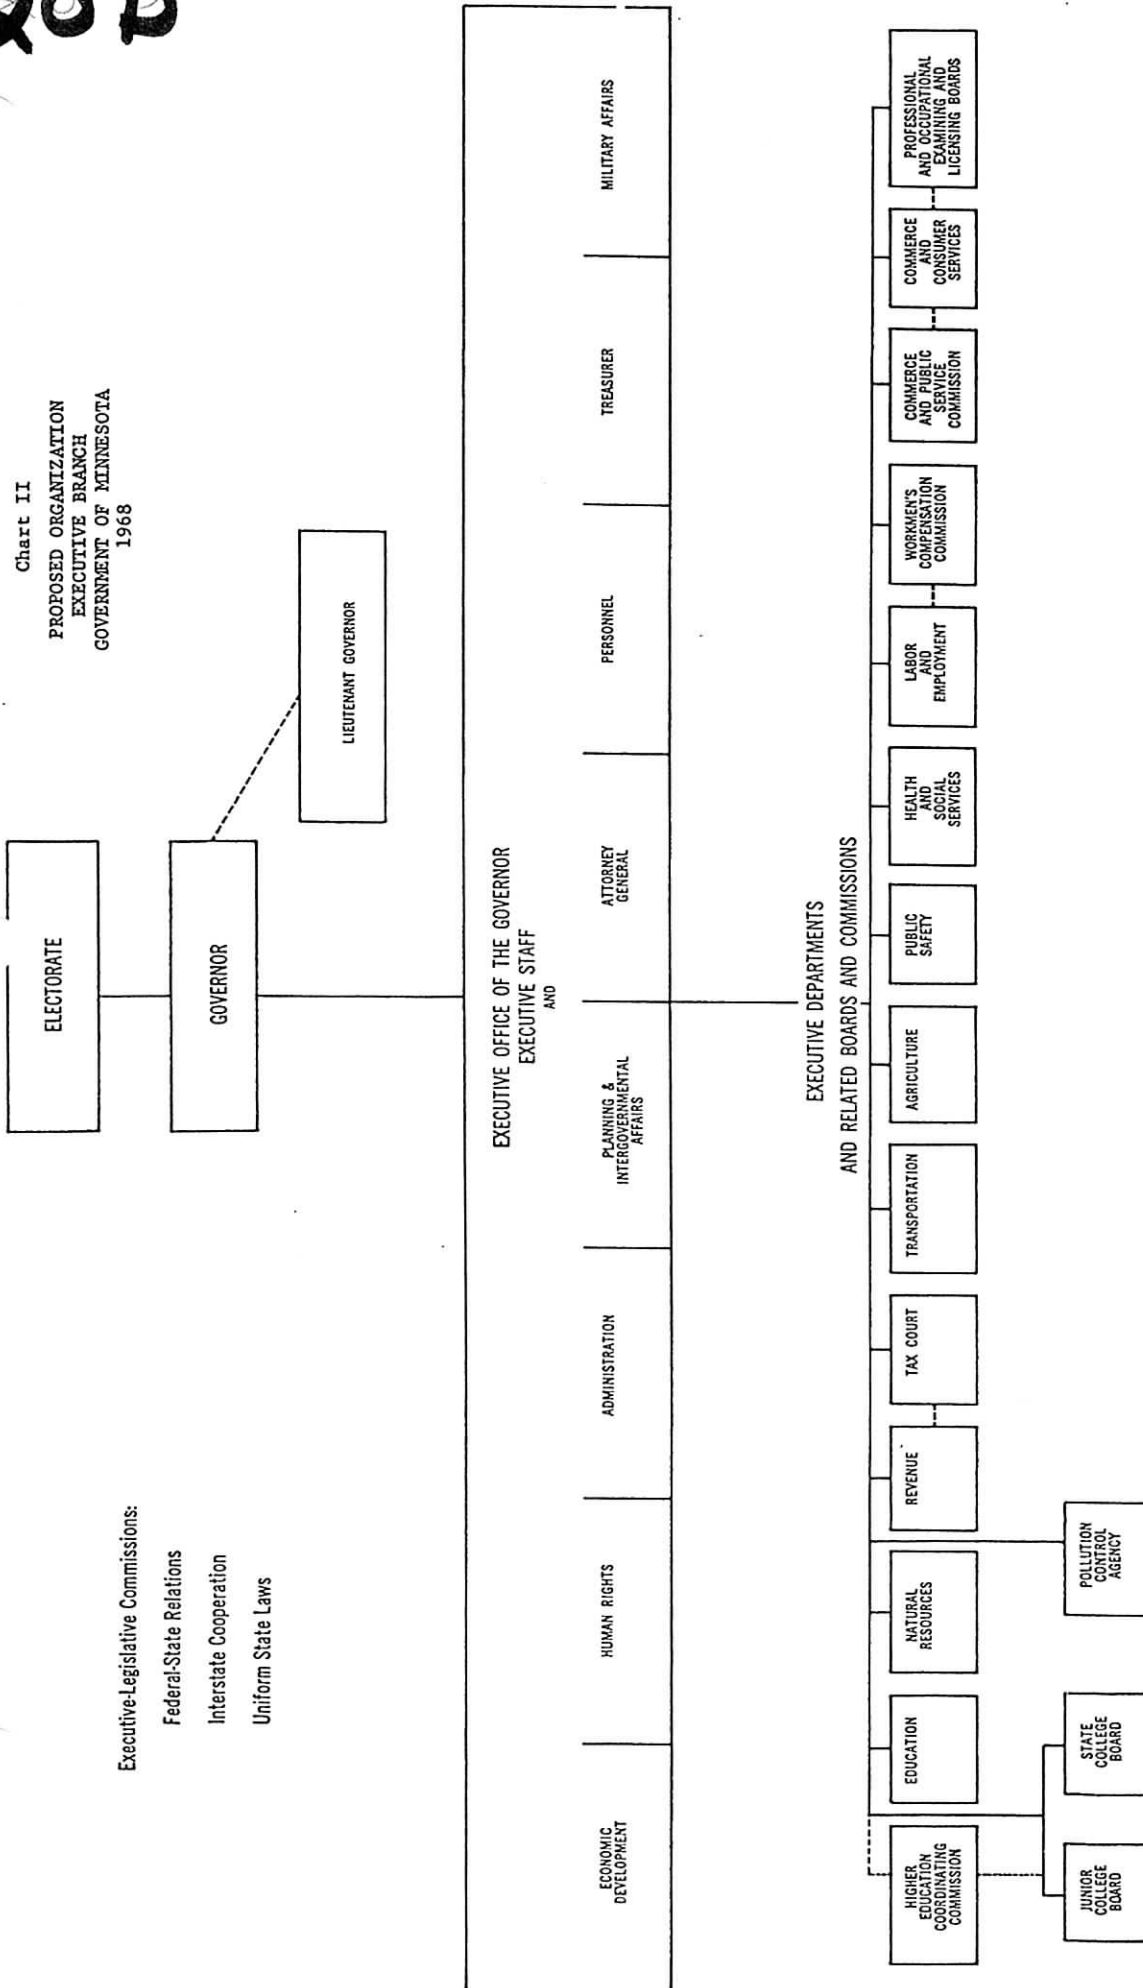 Chart II
PROPOSED ORGANIZATION
EXECUTIVE BRANCH
GOVERNMENT OF MINNESOTA
1968
ELECTORATE
GOVERNOR
LIEUTENANT GOVERNOR
Executive-Legislative Commissions:
Federal-State Relations
Interstate Cooperation
Uniform State Laws
EXECUTIVE OFFICE OF THE GOVERNOR
EXECUTIVE STAFF
AND
ECONOMIC
DEVELOPMENT
HUMAN RIGHTS
ADMINISTRATION
PLANNING &
INTERGOVERNMENTAL
AFFAIRS
ATTORNEY
GENERAL
PERSONNEL
TREASURER
MILITARY AFFAIRS
EXECUTIVE DEPARTMENTS
AND RELATED BOARDS AND COMMISSIONS
HIGHER
EDUCATION
COORDINATING
COMMISSION
EDUCATION
NATURAL
RESOURCES
REVENUE
TAX COURT
TRANSPORTATION
AGRICULTURE
PUBLIC
SAFETY
HEALTH
AND
SOCIAL
SERVICES
LABOR
AND
EMPLOYMENT
WORKMEN'S
COMPENSATION
COMMISSION
COMMERCE
AND PUBLIC
SERVICE
COMMISSION
COMMERCE
AND
CONSUMER
SERVICES
PROFESSIONAL
AND OCCUPATIONAL
EXAMINING AND
LICENSING BOARDS
JUNIOR
COLLEGE
BOARD
STATE
COLLEGE
BOARD
POLLUTION
CONTROL
AGENCY